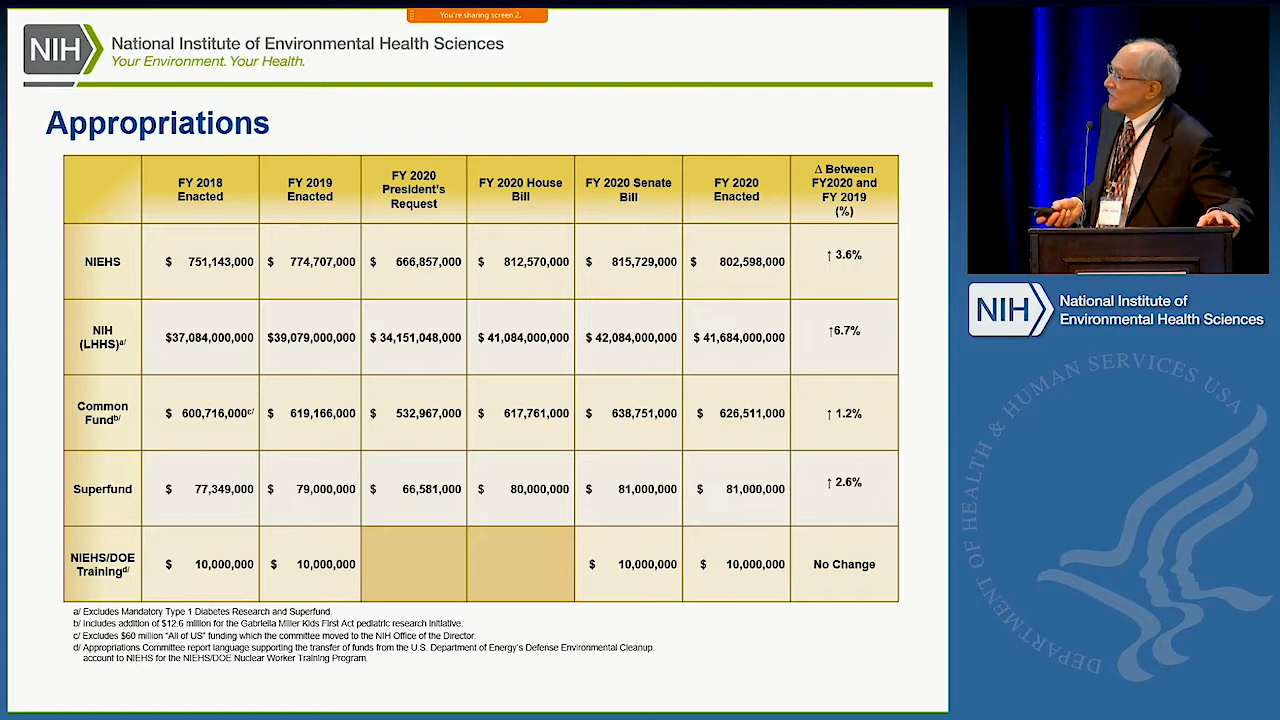 You're sharing screen 2.
NIH
National Institute of Environmental Health Sciences
Your Environment. Your Health.
Appropriations
FY 2018 Enacted
FY 2019 Enacted
FY 2020 President's Request
FY 2020 House Bill
FY 2020 Senate Bill
FY 2020 Enacted
Δ Between FY2020 and FY 2019 (%)
NIEHS $ 751,143,000 $ 774,707,000 $ 666,857,000 $ 812,570,000 $ 815,729,000 $ 802,598,000 ↑ 3.6%
NIH (LHHS)a/ $37,084,000,000 $39,079,000,000 $ 34,151,048,000 $ 41,084,000,000 $ 42,084,000,000 $ 41,684,000,000 ↑6.7%
Common Fundb/ $ 600,716,000c/ $ 619,166,000 $ 532,967,000 $ 617,761,000 $ 638,751,000 $ 626,511,000 ↑ 1.2%
Superfund $ 77,349,000 $ 79,000,000 $ 66,581,000 $ 80,000,000 $ 81,000,000 $ 81,000,000 ↑ 2.6%
NIEHS/DOE Trainingd/ $ 10,000,000 $ 10,000,000 $ 10,000,000 $ 10,000,000 No Change
a/ Excludes Mandatory Type 1 Diabetes Research and Superfund.
b/ Includes addition of $12.6 million for the Gabriella Miller Kids First Act pediatric research initiative.
c/ Excludes $60 million "All of US" funding which the committee moved to the NIH Office of the Director.
d/ Appropriations Committee report language supporting the transfer of funds from the U.S. Department of Energy's Defense Environmental Cleanup
account to NIEHS for the NIEHS/DOE Nuclear Worker Training Program.
NIH
National Institute of
Environmental Health Sciences
DEPARTMENT OF HEALTH & HUMAN SERVICES USA